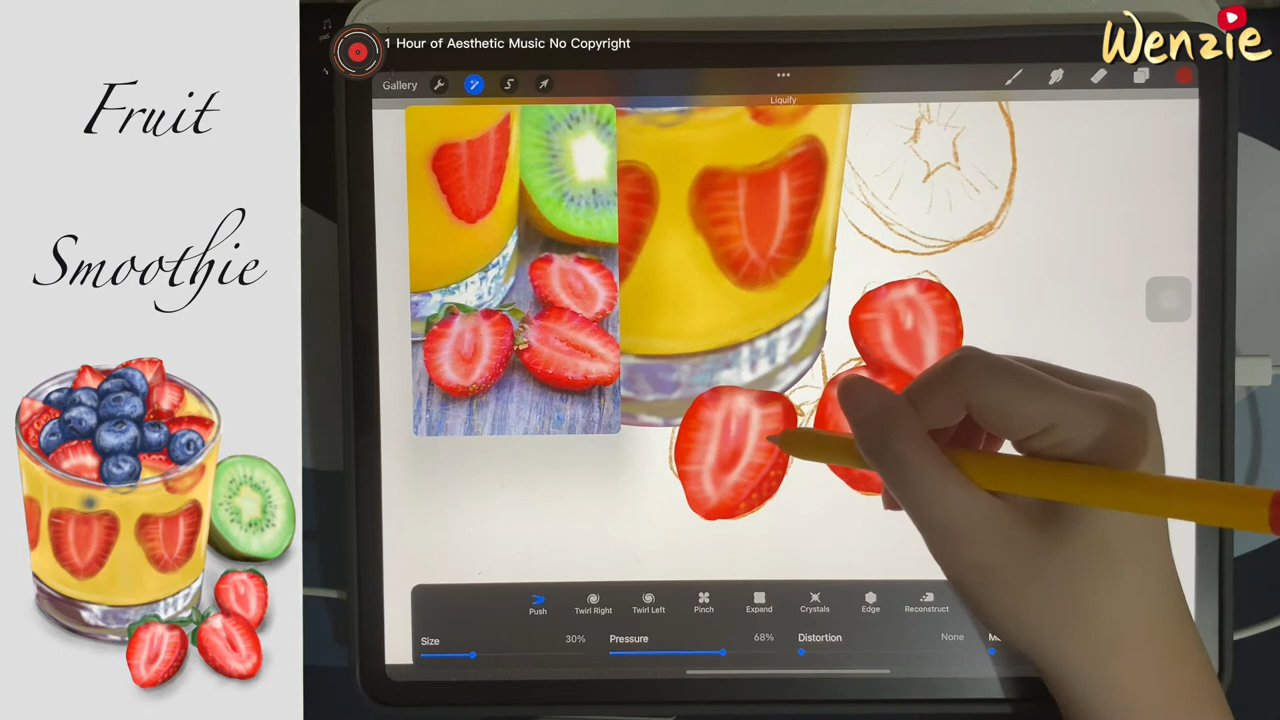 Fruit
Smoothie
1 Hour of Aesthetic Music No Copyright
Wenzie
Gallery
Liquify
Push
Twirl Right
Twirl Left
Pinch
Expand
Crystals
Edge
Reconstruct
Size 30%
Pressure 68%
Distortion None